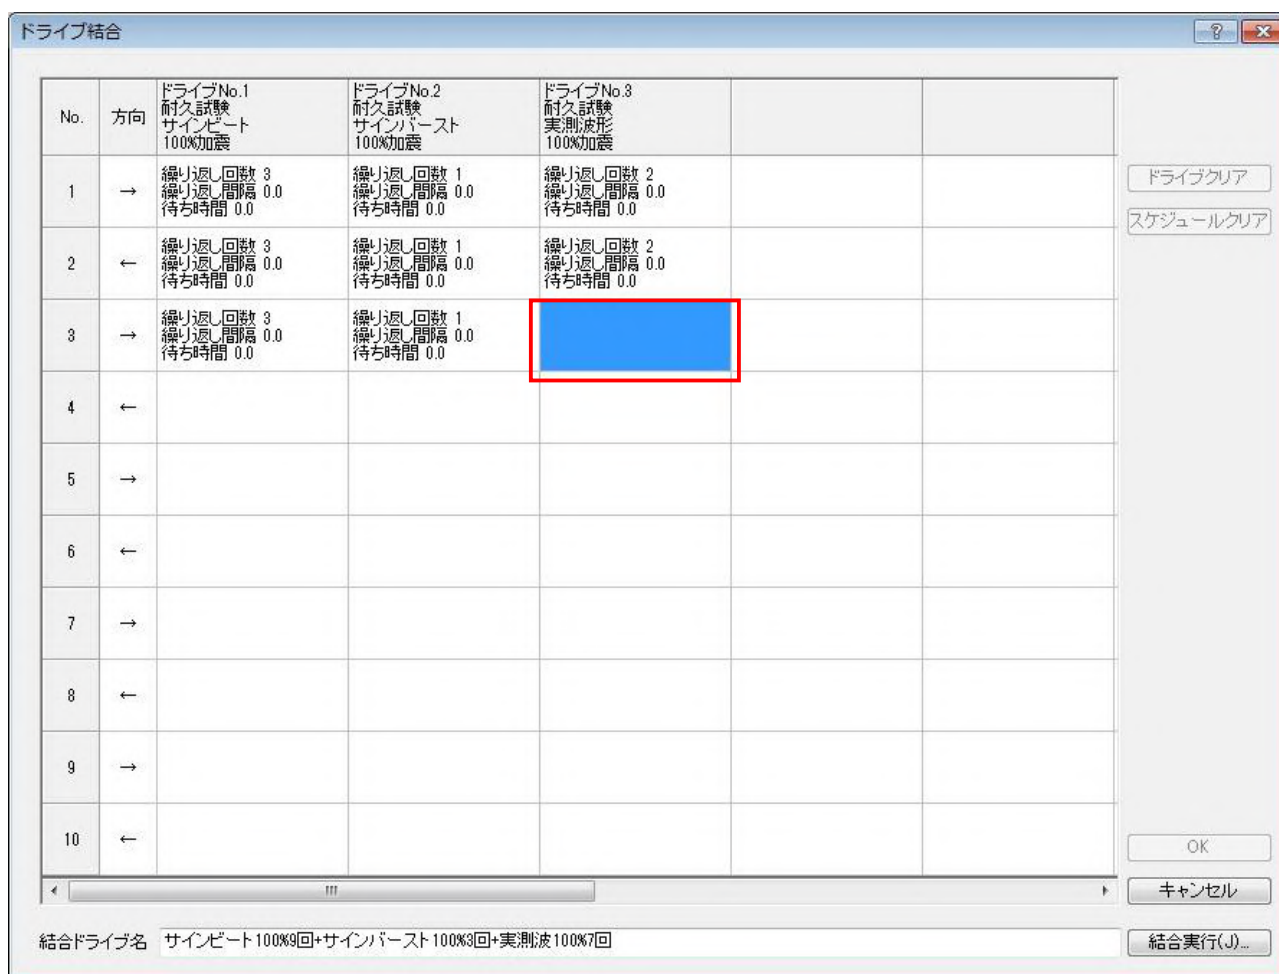 ドライブ結合
No.
方向
ドライブNo.1
耐久試験
サインビート
100%加震
ドライブNo.2
耐久試験
サインバースト
100%加震
ドライブNo.3
耐久試験
実測波形
100%加震
1
→
繰り返し回数 3
繰り返し間隔 0.0
待ち時間 0.0
繰り返し回数 1
繰り返し間隔 0.0
待ち時間 0.0
繰り返し回数 2
繰り返し間隔 0.0
待ち時間 0.0
2
←
繰り返し回数 3
繰り返し間隔 0.0
待ち時間 0.0
繰り返し回数 1
繰り返し間隔 0.0
待ち時間 0.0
繰り返し回数 2
繰り返し間隔 0.0
待ち時間 0.0
3
→
繰り返し回数 3
繰り返し間隔 0.0
待ち時間 0.0
繰り返し回数 1
繰り返し間隔 0.0
待ち時間 0.0
4
←
5
→
6
←
7
→
8
←
9
→
10
←
ドライブクリア
スケジュールクリア
OK
キャンセル
結合ドライブ名 サインビート100%9回+サインバースト100%3回+実測波100%7回
結合実行(J)...